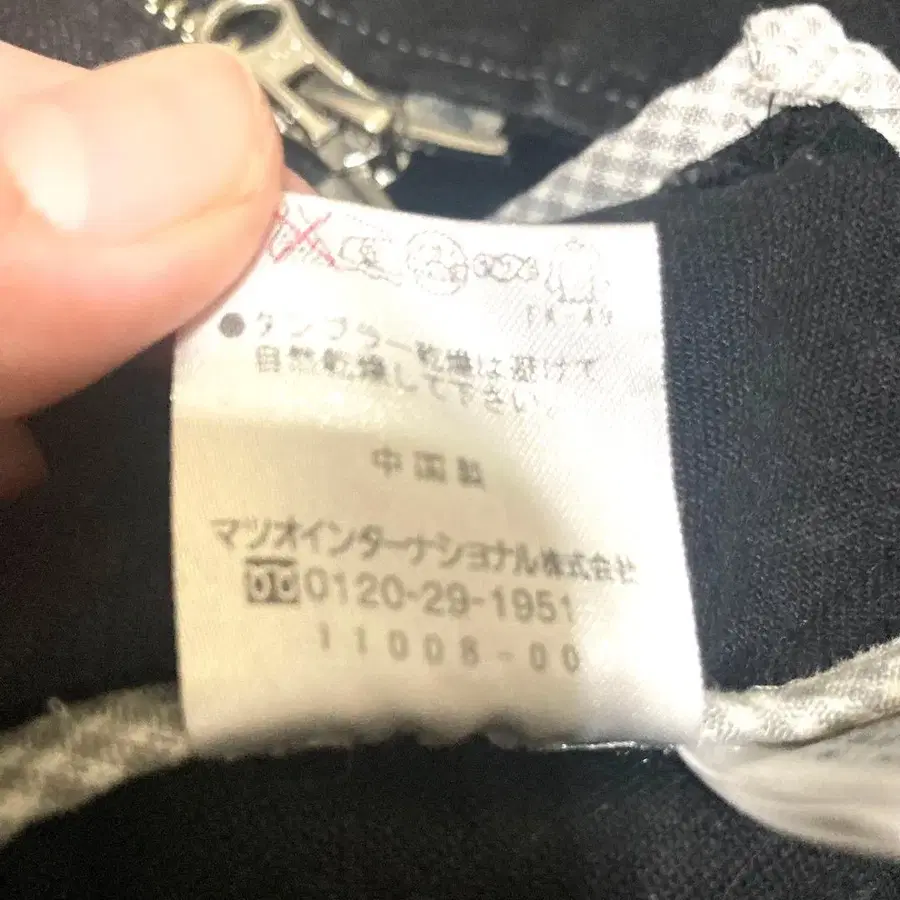 ●タンブラー乾燥は避けて
自然乾燥して下さい。
中国製
マツオインターナショナル株式会社
0120-29-1951
11008-00